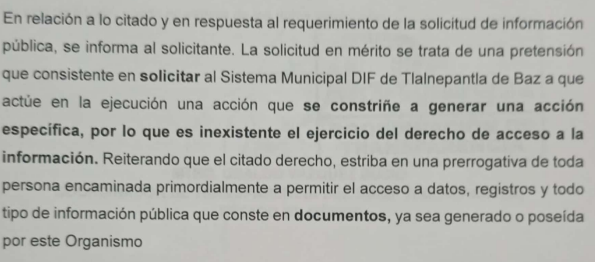 En relación a lo citado y en respuesta al requerimiento de la solicitud de información
pública, se informa al solicitante. La solicitud en mérito se trata de una pretensión
que consistente en solicitar al Sistema Municipal DIF de Tlalnepantla de Baz a que
actúe en la ejecución una acción que se constriñe a generar una acción
específica, por lo que es inexistente el ejercicio del derecho de acceso a la
información. Reiterando que el citado derecho, estriba en una prerrogativa de toda
persona encaminada primordialmente a permitir el acceso a datos, registros y todo
tipo de información pública que conste en documentos, ya sea generado o poseída
por este Organismo